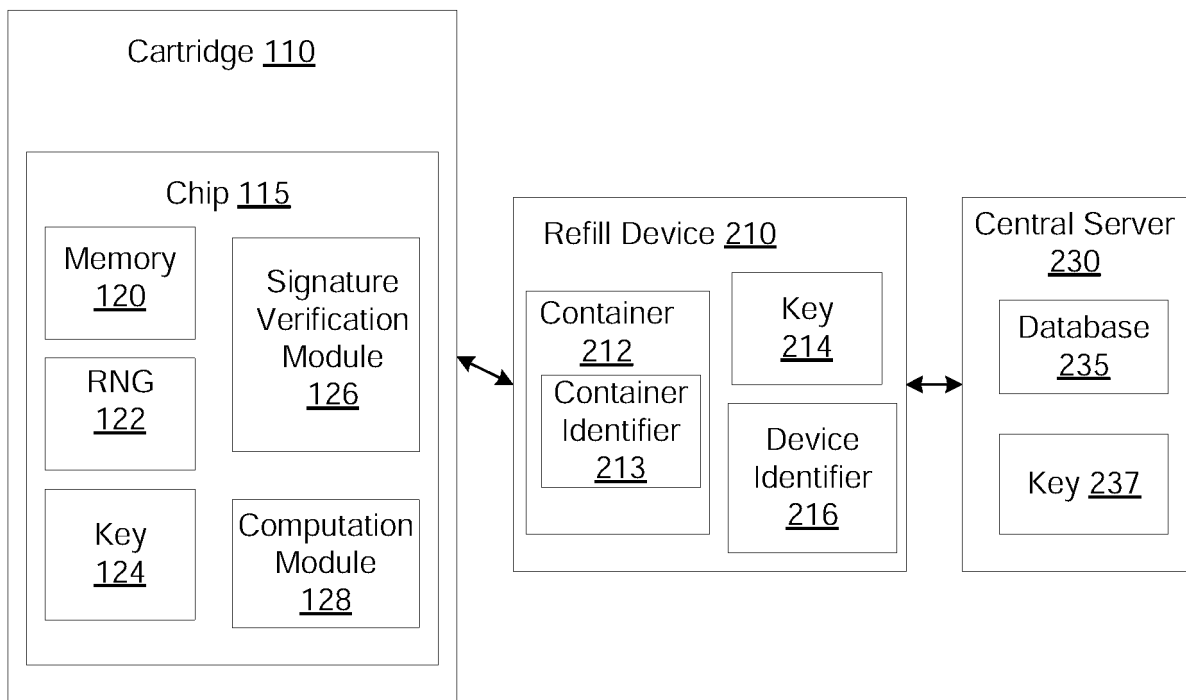 Cartridge 110
Chip 115
Memory
120
RNG
122
Key
124
Signature
Verification
Module
126
Computation
Module
128
Refill Device 210
Container
212
Container
Identifier
213
Key
214
Device
Identifier
216
Central Server
230
Database
235
Key 237